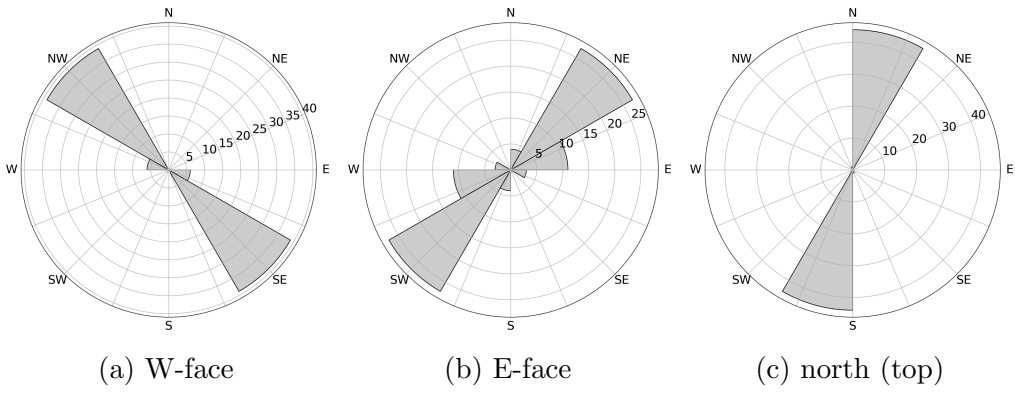 N N N
NW NE NW NE NW NE
5 10 15 20 25 30 35 40
5 10 15 20 25
10 20 30 40
W E W E W E
SW SE SW SE SW SE
S S S
(a) W-face (b) E-face (c) north (top)